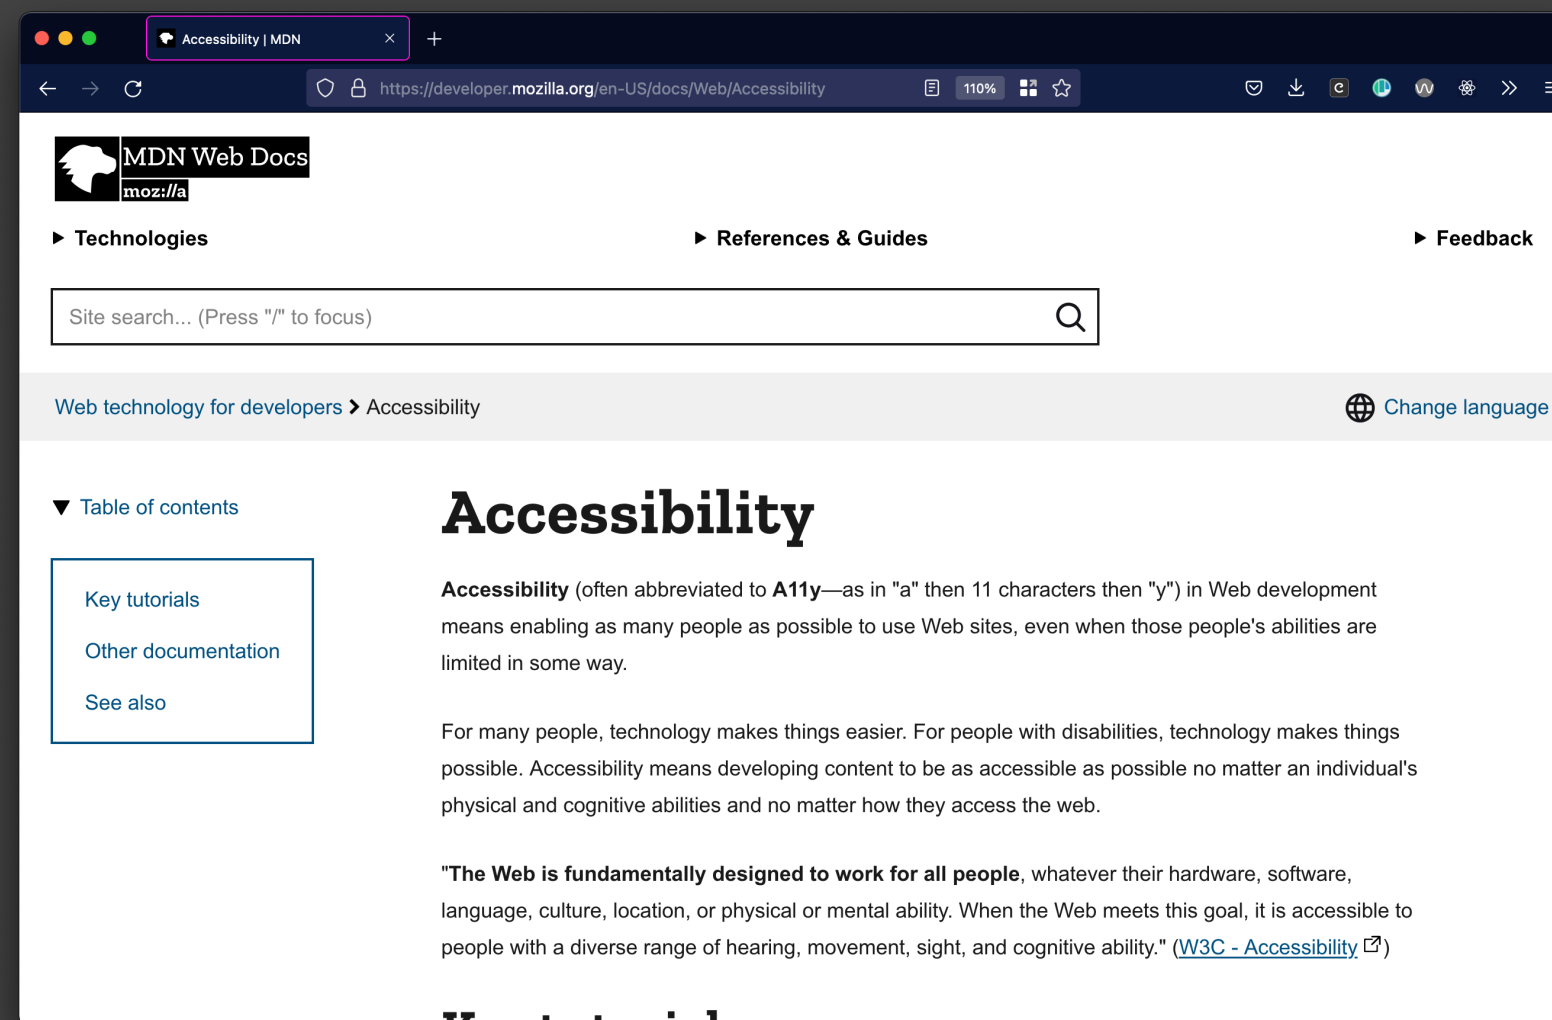 Accessibility | MDN
https://developer.mozilla.org/en-US/docs/Web/Accessibility
110%
MDN Web Docs
moz://a
Technologies
References & Guides
Feedback
Site search... (Press "/" to focus)
Web technology for developers
Accessibility
Change language
Table of contents
Key tutorials
Other documentation
See also
Accessibility
Accessibility (often abbreviated to A11y—as in "a" then 11 characters then "y") in Web development
means enabling as many people as possible to use Web sites, even when those people's abilities are
limited in some way.
For many people, technology makes things easier. For people with disabilities, technology makes things
possible. Accessibility means developing content to be as accessible as possible no matter an individual's
physical and cognitive abilities and no matter how they access the web.
"The Web is fundamentally designed to work for all people, whatever their hardware, software,
language, culture, location, or physical or mental ability. When the Web meets this goal, it is accessible to
people with a diverse range of hearing, movement, sight, and cognitive ability." (W3C - Accessibility)